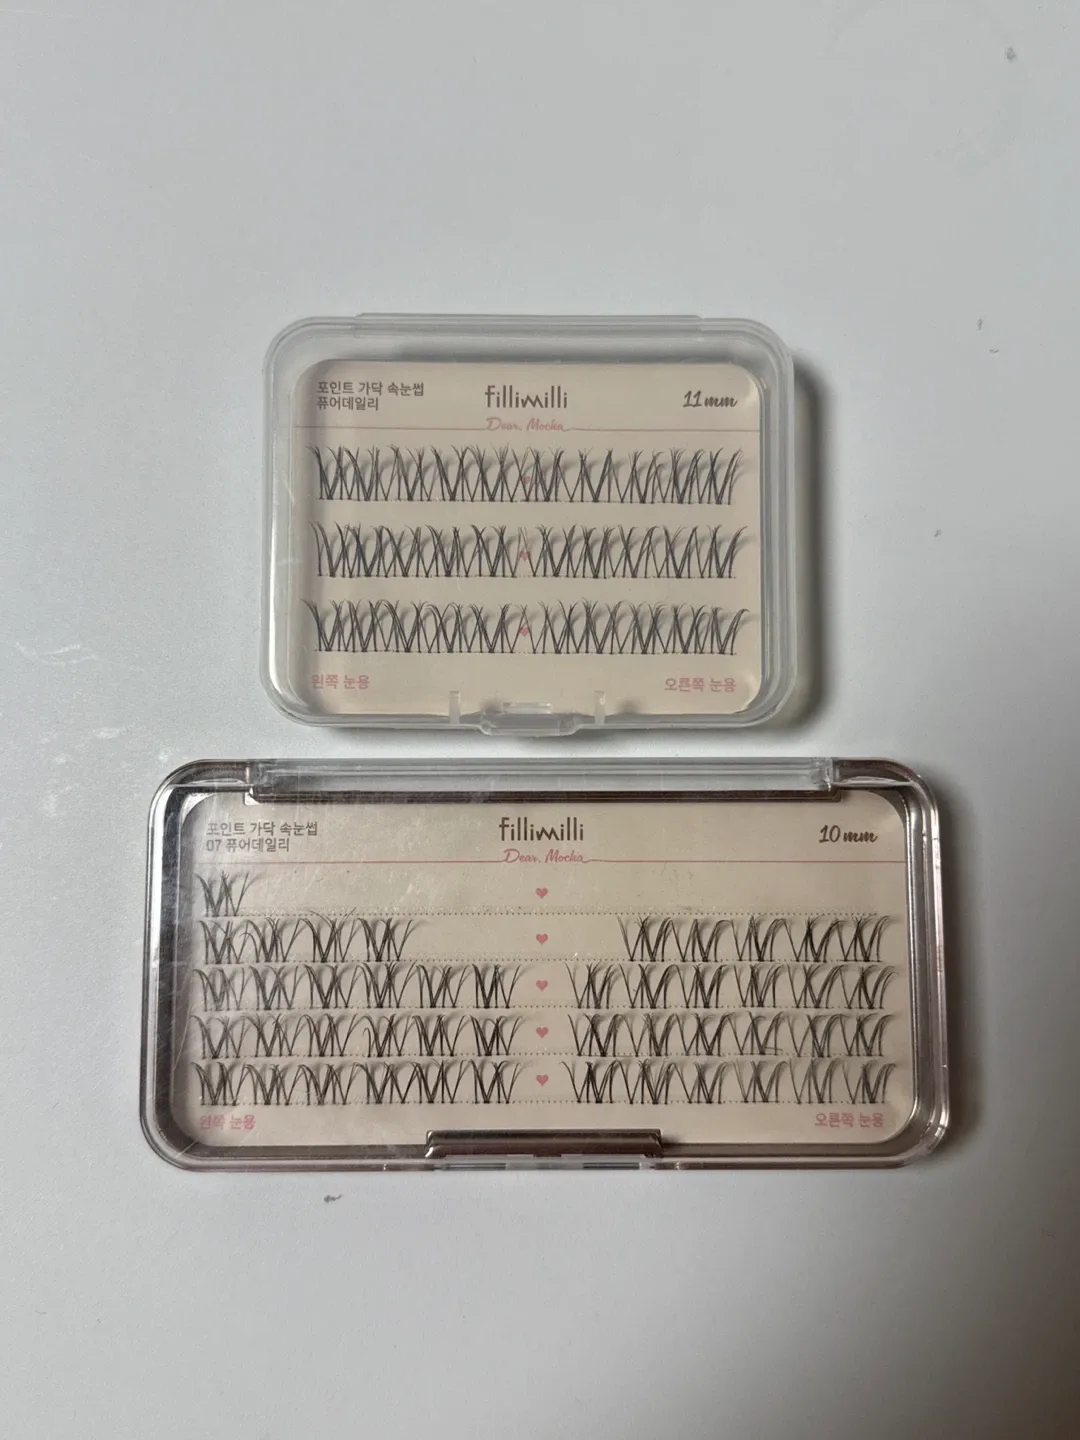 포인트 가닥 속눈썹
퓨어데일리
fillimilli
Dear. Mocha
11mm
왼쪽 눈용
오른쪽 눈용
포인트 가닥 속눈썹
07 퓨어데일리
fillimilli
Dear. Mocha
10mm
왼쪽 눈용
오른쪽 눈용